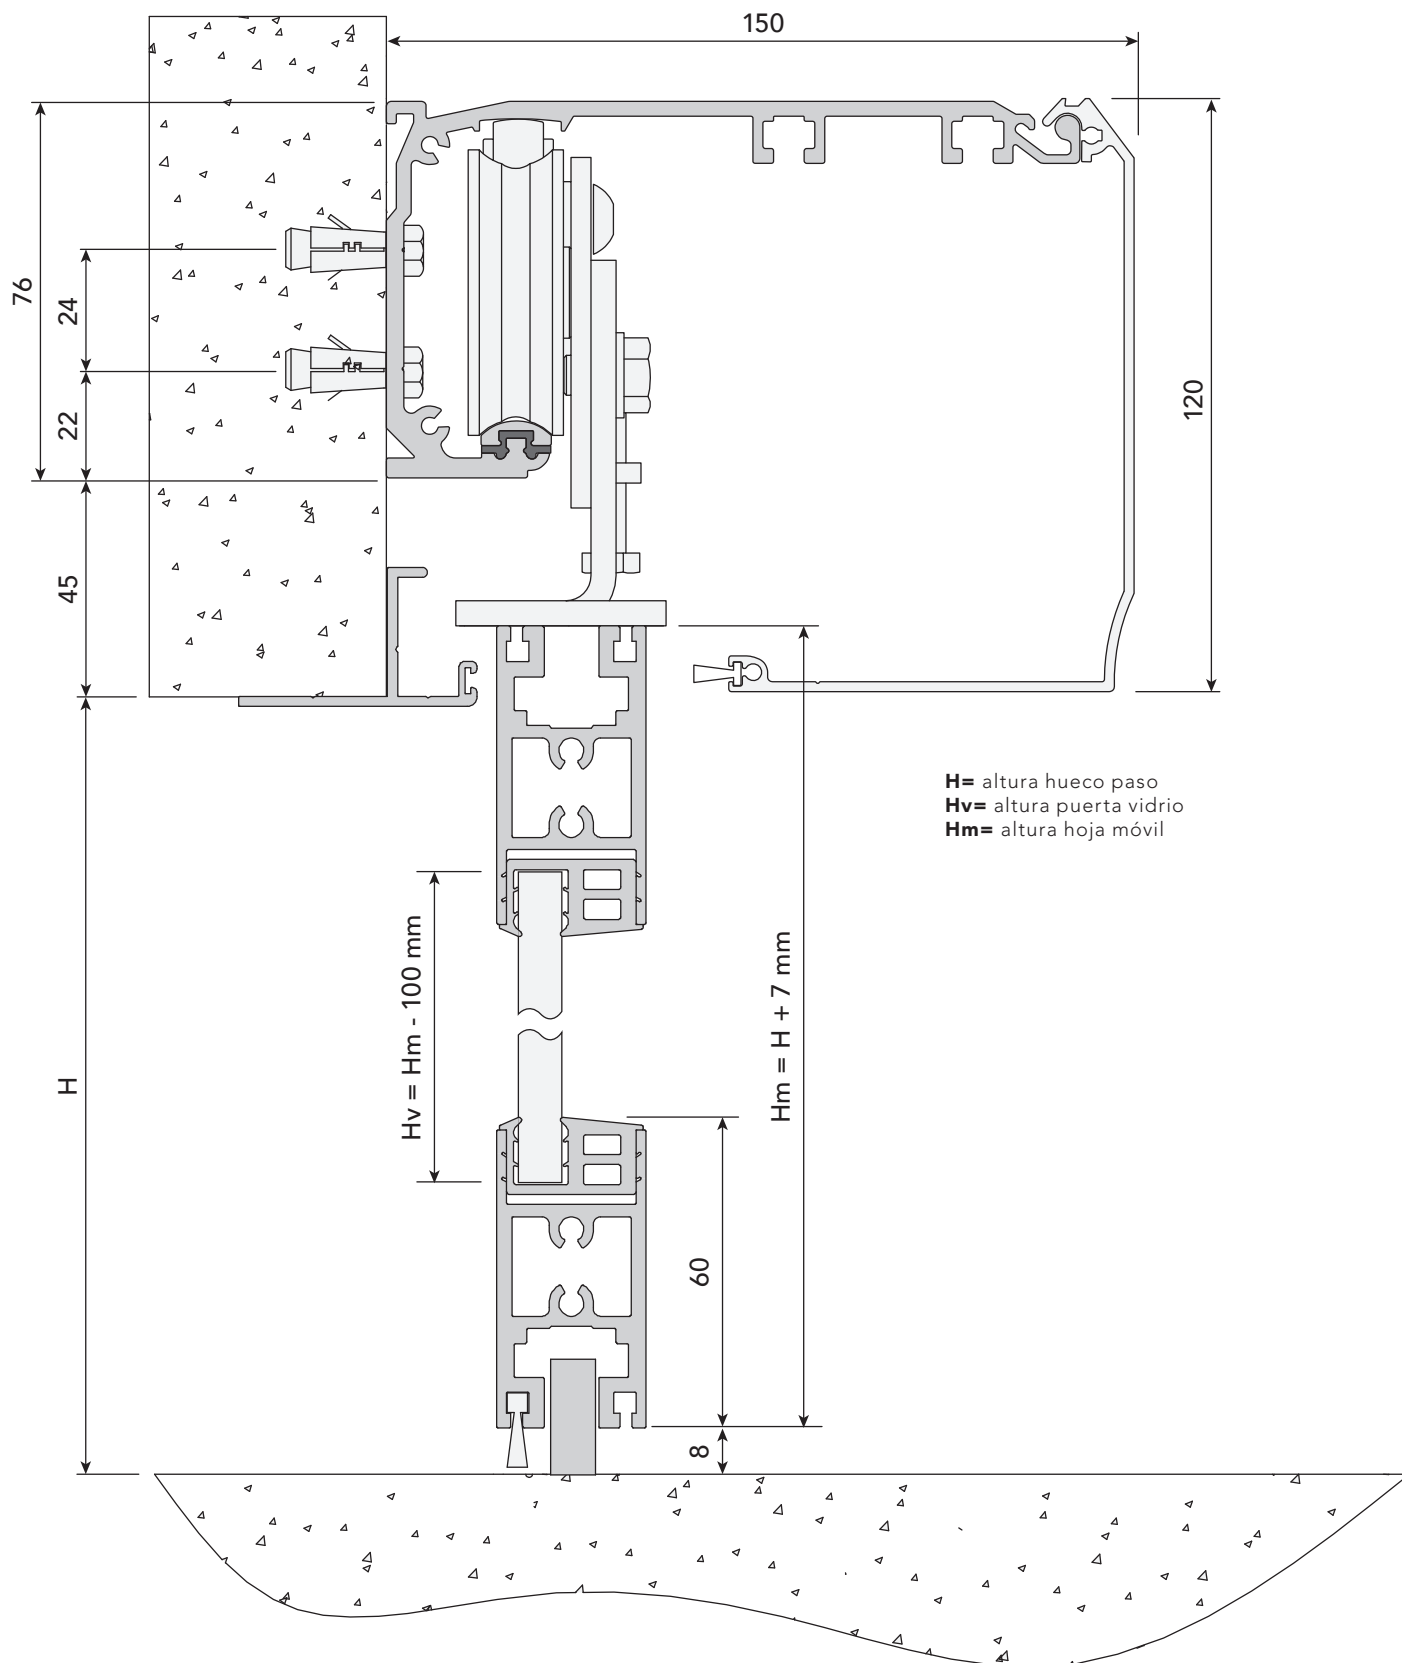 150
76
24
22
45
120
H= altura hueco paso
Hv= altura puerta vidrio
Hm= altura hoja móvil
Hv = Hm - 100 mm
Hm = H + 7 mm
H
60
8